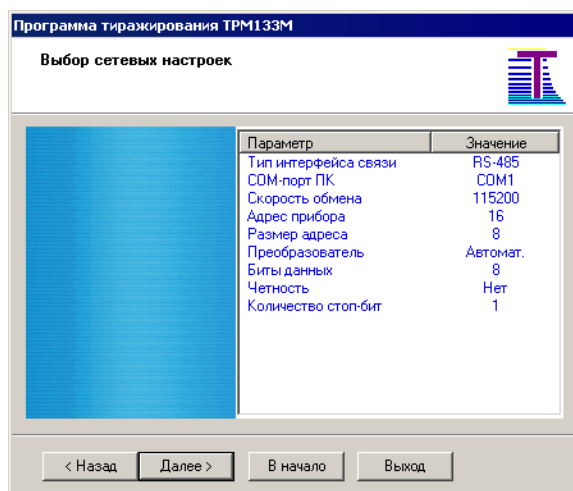 Программа тиражирования ТРМ133М
Выбор сетевых настроек
Параметр Значение
Тип интерфейса связи RS-485
COM-порт ПК COM1
Скорость обмена 115200
Адрес прибора 16
Размер адреса 8
Преобразователь Автомат.
Биты данных 8
Четность Нет
Количество стоп-бит 1
< Назад Далее > В начало Выход